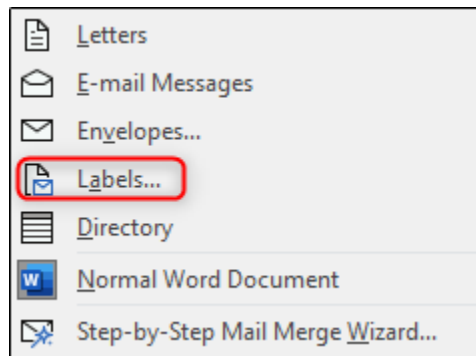 Letters
E-mail Messages
Envelopes...
Labels...
Directory
Normal Word Document
Step-by-Step Mail Merge Wizard...